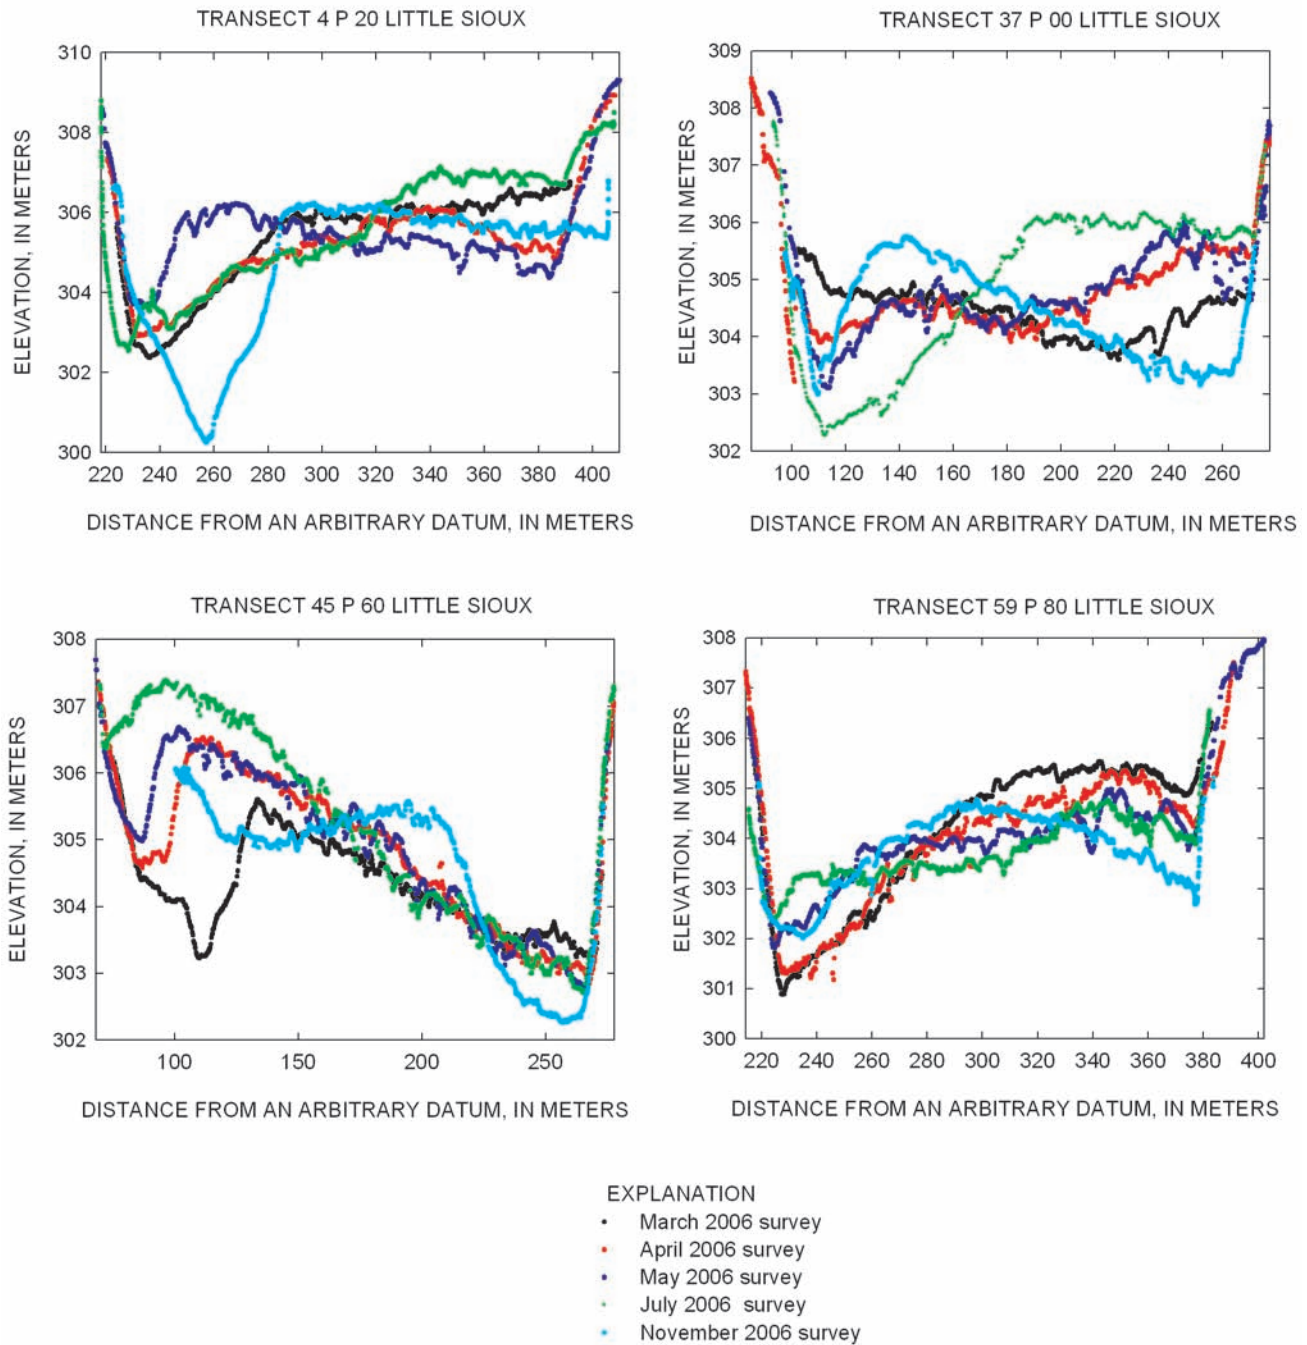 TRANSECT 4 P 20 LITTLE SIOUX
310
308
306
304
302
300
ELEVATION, IN METERS
220 240 260 280 300 320 340 360 380 400
DISTANCE FROM AN ARBITRARY DATUM, IN METERS
TRANSECT 37 P 00 LITTLE SIOUX
309
308
307
306
305
304
303
302
ELEVATION, IN METERS
100 120 140 160 180 200 220 240 260
DISTANCE FROM AN ARBITRARY DATUM, IN METERS
TRANSECT 45 P 60 LITTLE SIOUX
308
307
306
305
304
303
302
ELEVATION, IN METERS
100 150 200 250
DISTANCE FROM AN ARBITRARY DATUM, IN METERS
TRANSECT 59 P 80 LITTLE SIOUX
308
307
306
305
304
303
302
301
300
ELEVATION, IN METERS
220 240 260 280 300 320 340 360 380 400
DISTANCE FROM AN ARBITRARY DATUM, IN METERS
EXPLANATION
March 2006 survey
April 2006 survey
May 2006 survey
July 2006 survey
November 2006 survey